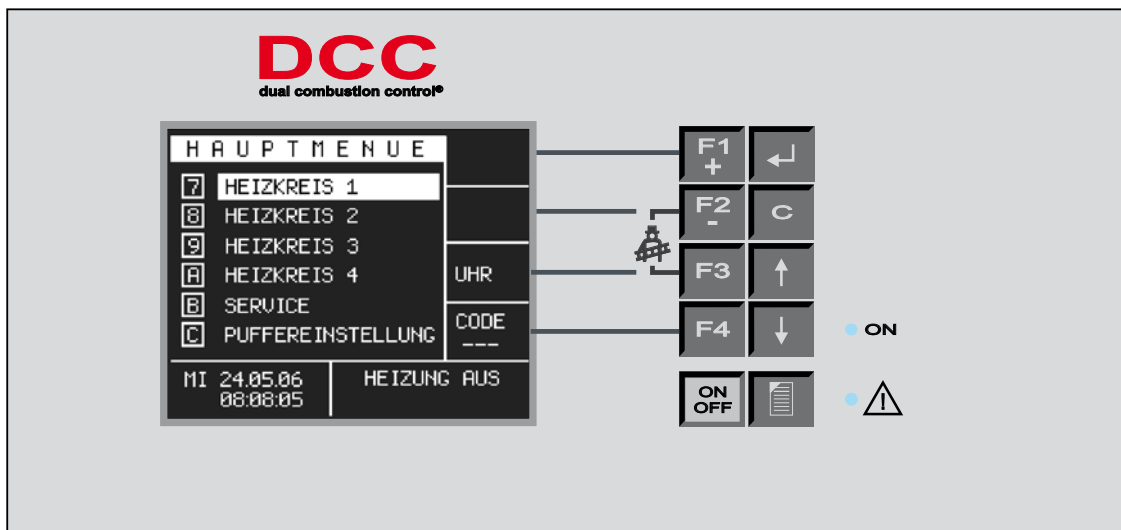 DCC
dual combustion control®
HAUPTMENUE
7 HEIZKREIS 1
8 HEIZKREIS 2
9 HEIZKREIS 3
A HEIZKREIS 4
B SERVICE
C PUFFEREINSTELLUNG
UHR
CODE
---
MI 24.05.06
08:08:05
HEIZUNG AUS
F1
+
F2
-
C
F3
F4
ON
ON
OFF